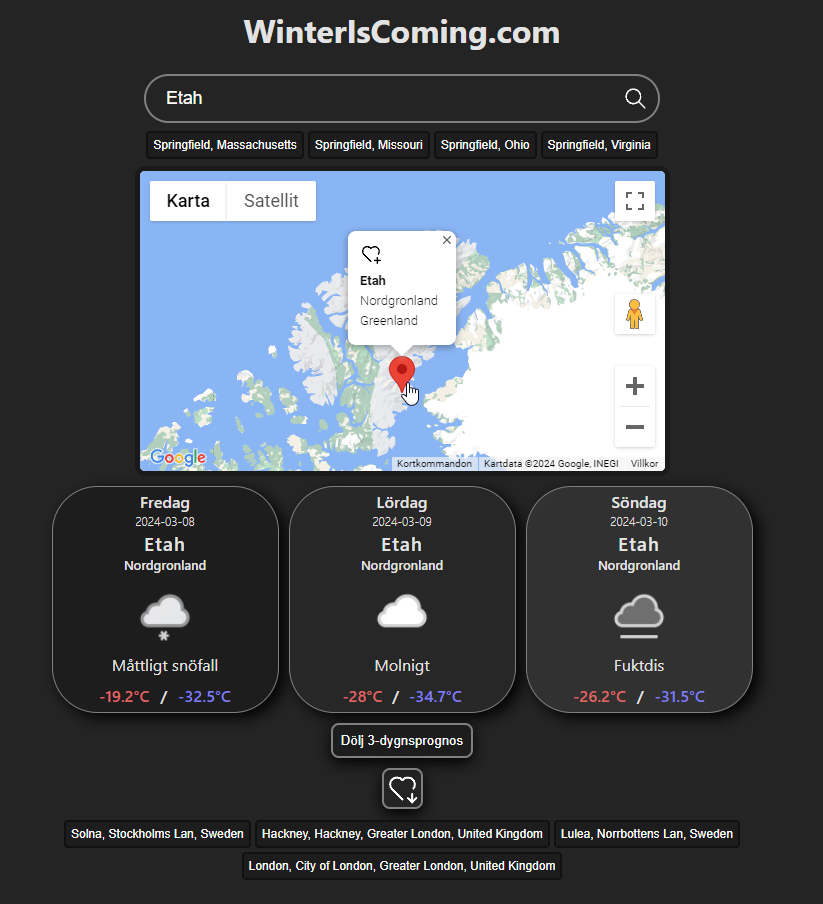 WinterIsComing.com
Etah
Springfield, Massachusetts Springfield, Missouri Springfield, Ohio Springfield, Virginia
Karta Satellit
Etah
Nordgronland
Greenland
Google
Kortkommandon Kartdata ©2024 Google, INEGI Villkor
Fredag
2024-03-08
Etah
Nordgronland
Måttligt snöfall
-19.2°C / -32.5°C
Lördag
2024-03-09
Etah
Nordgronland
Molnigt
-28°C / -34.7°C
Söndag
2024-03-10
Etah
Nordgronland
Fuktdis
-26.2°C / -31.5°C
Dölj 3-dygnsprognos
Solna, Stockholms Lan, Sweden Hackney, Hackney, Greater London, United Kingdom Lulea, Norrbottens Lan, Sweden
London, City of London, Greater London, United Kingdom